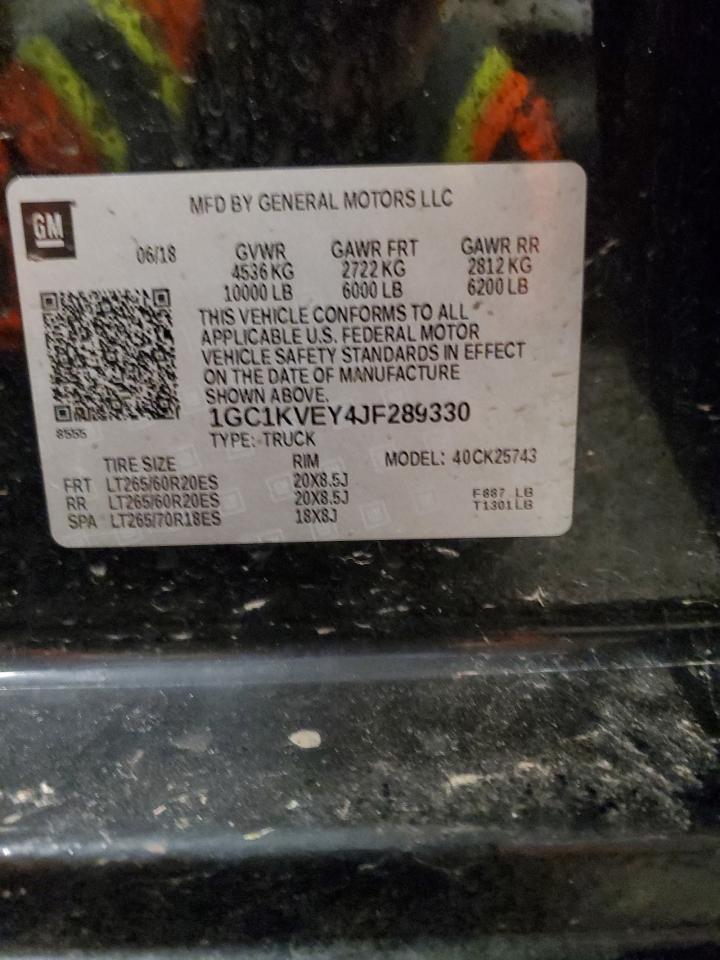 MFD BY GENERAL MOTORS LLC
GM
06/18 GVWR GAWR FRT GAWR RR
4536 KG 2722 KG 2812 KG
10000 LB 6000 LB 6200 LB
THIS VEHICLE CONFORMS TO ALL
APPLICABLE U.S. FEDERAL MOTOR
VEHICLE SAFETY STANDARDS IN EFFECT
ON THE DATE OF MANUFACTURE
SHOWN ABOVE.
1GC1KVEY4JF289330
8555
TYPE: TRUCK
TIRE SIZE RIM MODEL: 40CK25743
FRT LT265/60R20ES 20X8.5J
RR LT265/60R20ES 20X8.5J F887 LB
SPA LT265/70R18ES 18X8J T1301LB